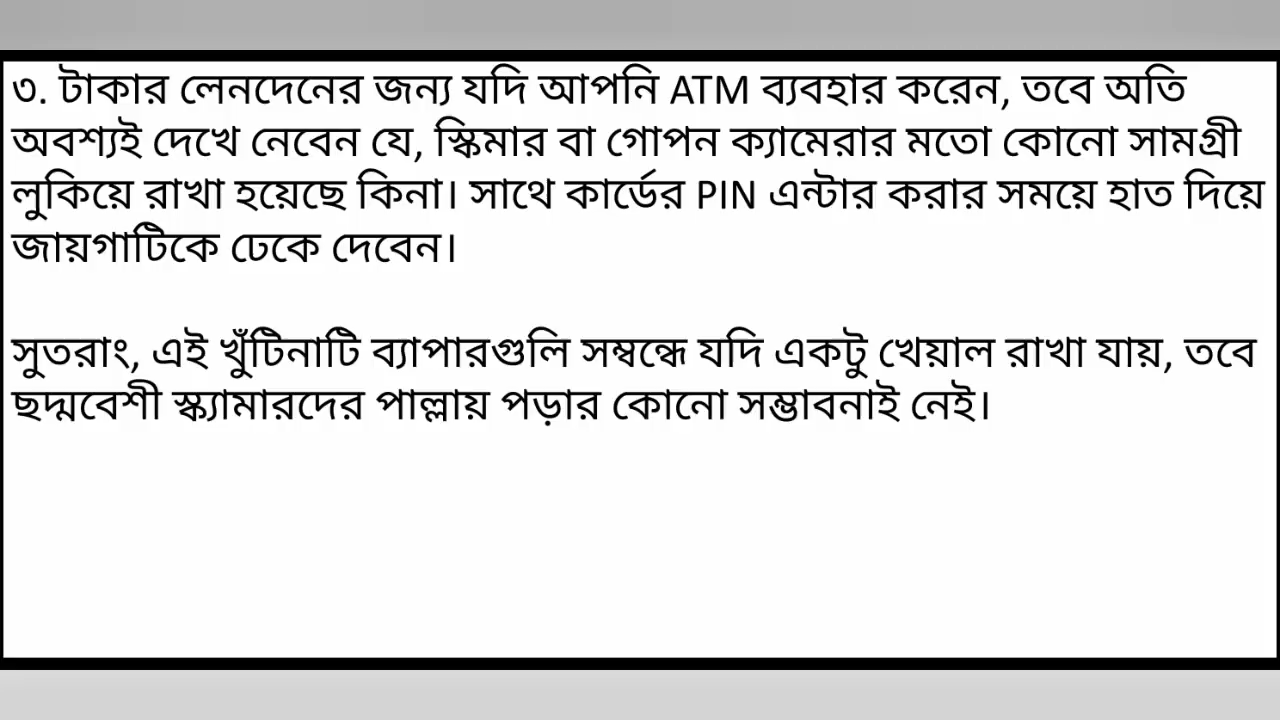 ৩. টাকার লেনদেনের জন্য যদি আপনি ATM ব্যবহার করেন, তবে অতি
অবশ্যই দেখে নেবেন যে, স্কিমার বা গোপন ক্যামেরার মতো কোনো সামগ্রী
লুকিয়ে রাখা হয়েছে কিনা। সাথে কার্ডের PIN এন্টার করার সময়ে হাত দিয়ে
জায়গাটিকে ঢেকে দেবেন।
সুতরাং, এই খুঁটিনাটি ব্যাপারগুলি সম্বন্ধে যদি একটু খেয়াল রাখা যায়, তবে
ছদ্মবেশী স্ক্যামারদের পাল্লায় পড়ার কোনো সম্ভাবনাই নেই।